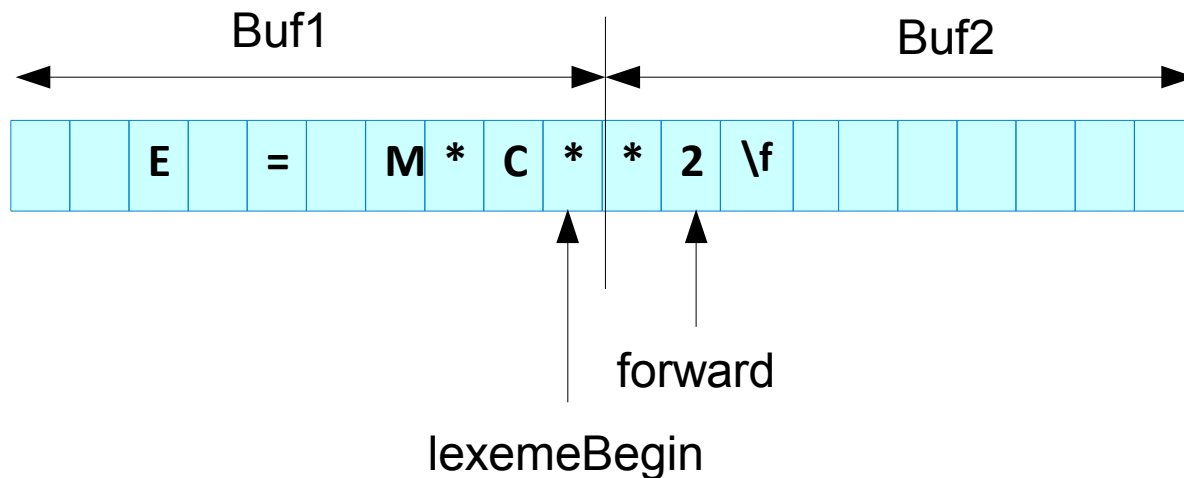 Buf1 Buf2
E = M * C * * 2 \f
forward
lexemeBegin